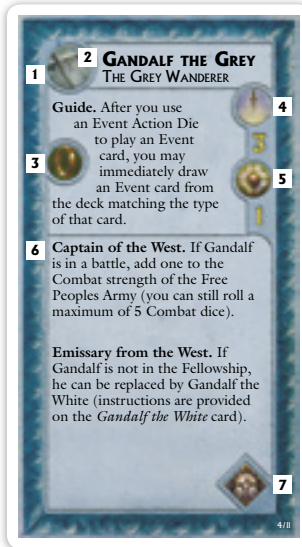 2 GANDALF THE GREY
1 THE GREY WANDERER
Guide. After you use
an Event Action Die
to play an Event
card, you may
immediately draw
an Event card from
the deck matching the type
of that card.
3
4
3
5
1
6 Captain of the West. If Gandalf
is in a battle, add one to the
Combat strength of the Free
Peoples Army (you can still roll a
maximum of 5 Combat dice).
Emissary from the West. If
Gandalf is not in the Fellowship,
he can be replaced by Gandalf the
White (instructions are provided
on the Gandalf the White card).
7
4/11